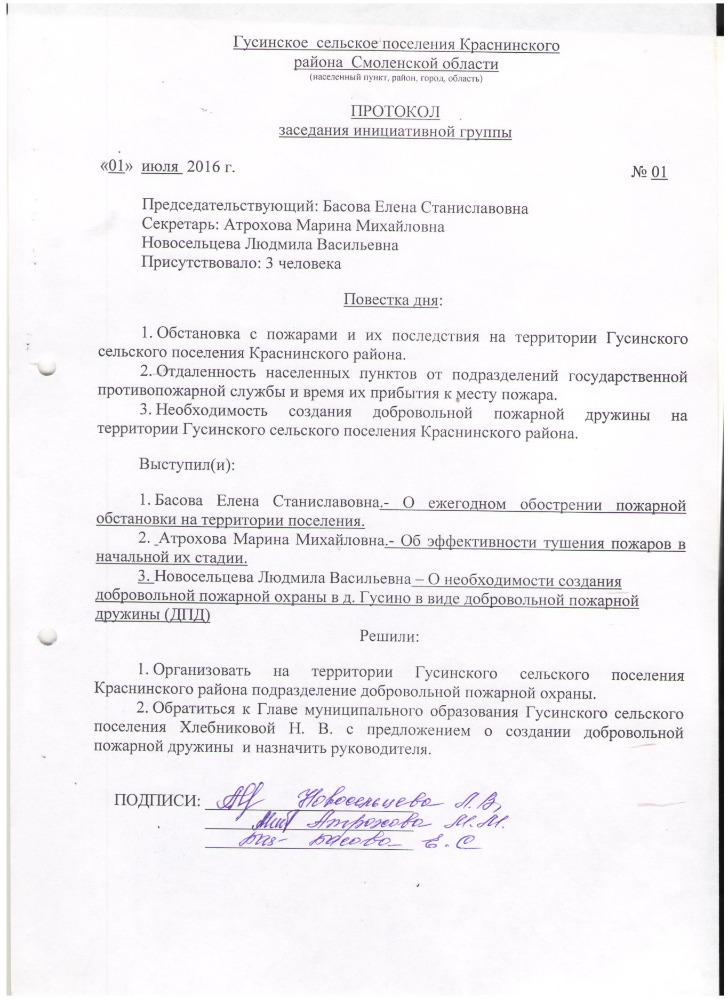 Гусинское сельское поселения Краснинского
района Смоленской области
(населенный пункт, район, город, область)
ПРОТОКОЛ
заседания инициативной группы
«01» июля 2016 г.
№ 01
Председательствующий: Басова Елена Станиславовна
Секретарь: Атрохова Марина Михайловна
Новосельцева Людмила Васильевна
Присутствовало: 3 человека
Повестка дня:
1. Обстановка с пожарами и их последствия на территории Гусинского
сельского поселения Краснинского района.
2. Отдаленность населенных пунктов от подразделений государственной
противопожарной службы и время их прибытия к месту пожара.
3. Необходимость создания добровольной пожарной дружины на
территории Гусинского сельского поселения Краснинского района.
Выступил(и):
1. Басова Елена Станиславовна.- О ежегодном обострении пожарной
обстановки на территории поселения.
2. Атрохова Марина Михайловна.- Об эффективности тушения пожаров в
начальной их стадии.
3. Новосельцева Людмила Васильевна – О необходимости создания
добровольной пожарной охраны в д. Гусино в виде добровольной пожарной
дружины (ДПД)
Решили:
1. Организовать на территории Гусинского сельского поселения
Краснинского района подразделение добровольной пожарной охраны.
2. Обратиться к Главе муниципального образования Гусинского сельского
поселения Хлебниковой Н. В. с предложением о создании добровольной
пожарной дружины и назначить руководителя.
ПОДПИСИ: Новосельцева Л.В,
Атрохова М.М.
Басова Е.С